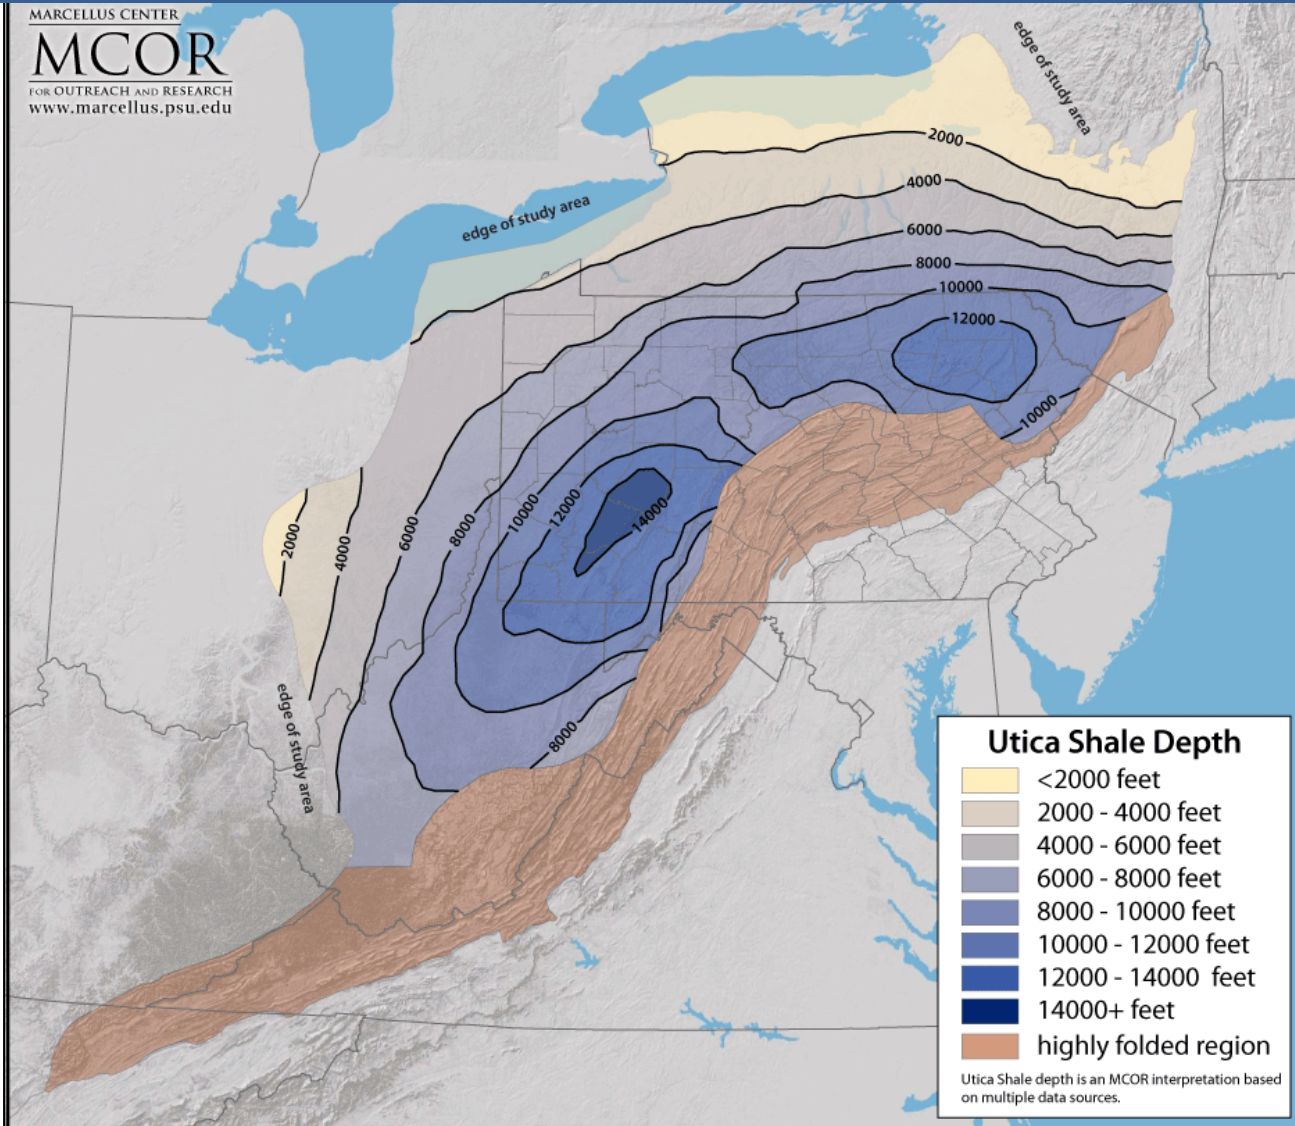 MARCELLUS CENTER
MCOR
FOR OUTREACH AND RESEARCH
www.marcellus.psu.edu
edge of study area
2000
4000
edge of study area
6000
8000
10000
12000
10000
2000
4000
6000
8000
10000
12000
14000
edge of study area
8000
Utica Shale Depth
<2000 feet
2000 - 4000 feet
4000 - 6000 feet
6000 - 8000 feet
8000 - 10000 feet
10000 - 12000 feet
12000 - 14000 feet
14000+ feet
highly folded region
Utica Shale depth is an MCOR interpretation based
on multiple data sources.